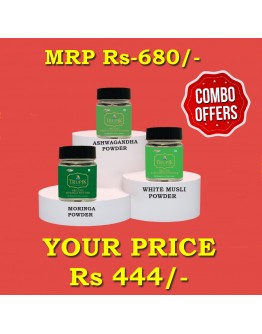 MRP Rs-680/-
COMBO
OFFERS
ASHWAGANDHA
POWDER
WHITE MUSLI
POWDER
MORINGA
POWDER
YOUR PRICE
Rs 444/-